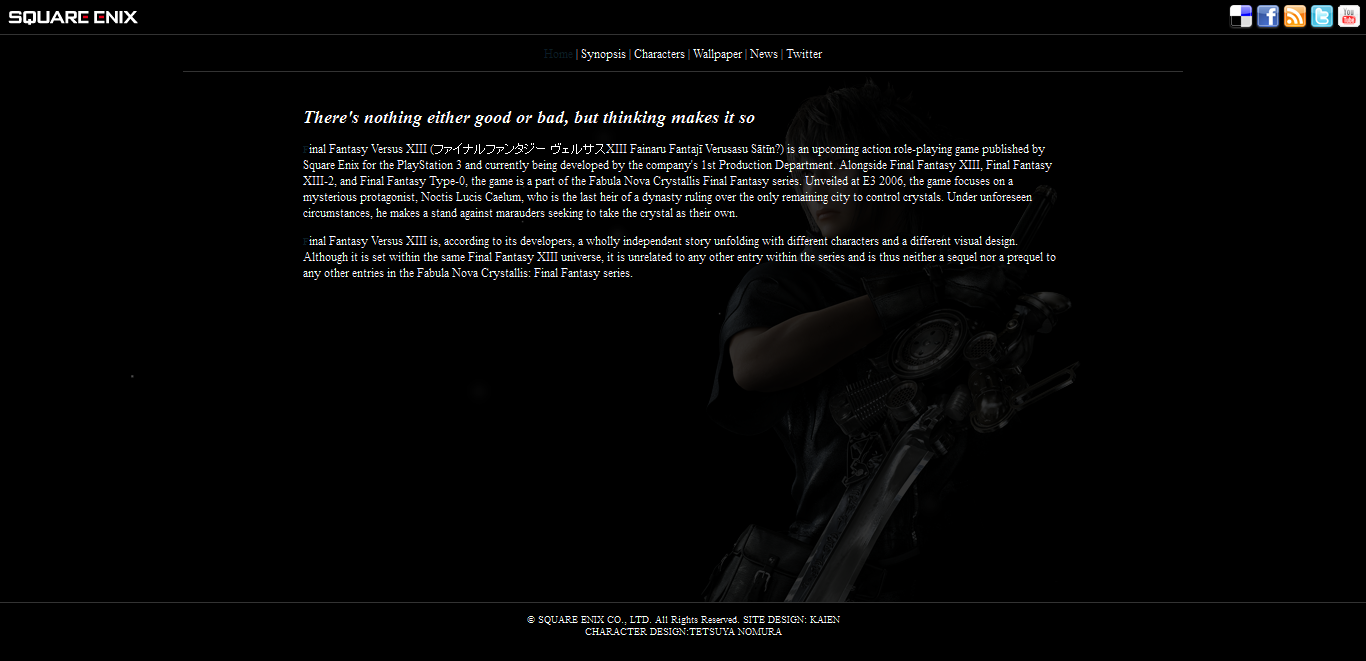 SQUARE ENIX
You Tube
Home | Synopsis | Characters | Wallpaper | News | Twitter
There's nothing either good or bad, but thinking makes it so
Final Fantasy Versus XIII (ファイナルファンタジー ヴェルサスXIII Fainaru Fantajī Verusasu Sātīn?) is an upcoming action role-playing game published by
Square Enix for the PlayStation 3 and currently being developed by the company's 1st Production Department. Alongside Final Fantasy XIII, Final Fantasy
XIII-2, and Final Fantasy Type-0, the game is a part of the Fabula Nova Crystallis Final Fantasy series. Unveiled at E3 2006, the game focuses on a
mysterious protagonist, Noctis Lucis Caelum, who is the last heir of a dynasty ruling over the only remaining city to control crystals. Under unforeseen
circumstances, he makes a stand against marauders seeking to take the crystal as their own.
Final Fantasy Versus XIII is, according to its developers, a wholly independent story unfolding with different characters and a different visual design.
Although it is set within the same Final Fantasy XIII universe, it is unrelated to any other entry within the series and is thus neither a sequel nor a prequel to
any other entries in the Fabula Nova Crystallis: Final Fantasy series.
© SQUARE ENIX CO., LTD. All Rights Reserved. SITE DESIGN: KAIEN
CHARACTER DESIGN:TETSUYA NOMURA